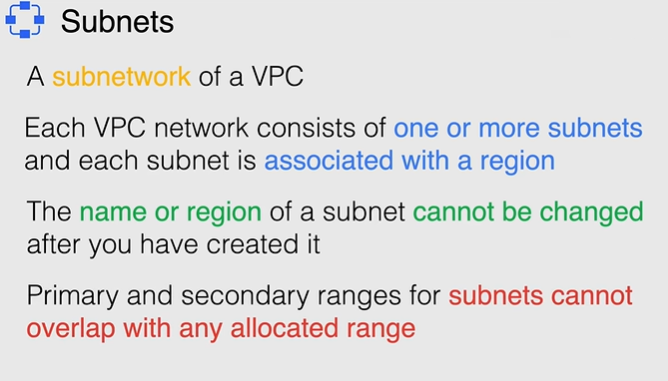 Subnets
A subnetwork of a VPC
Each VPC network consists of one or more subnets
and each subnet is associated with a region
The name or region of a subnet cannot be changed
after you have created it
Primary and secondary ranges for subnets cannot
overlap with any allocated range